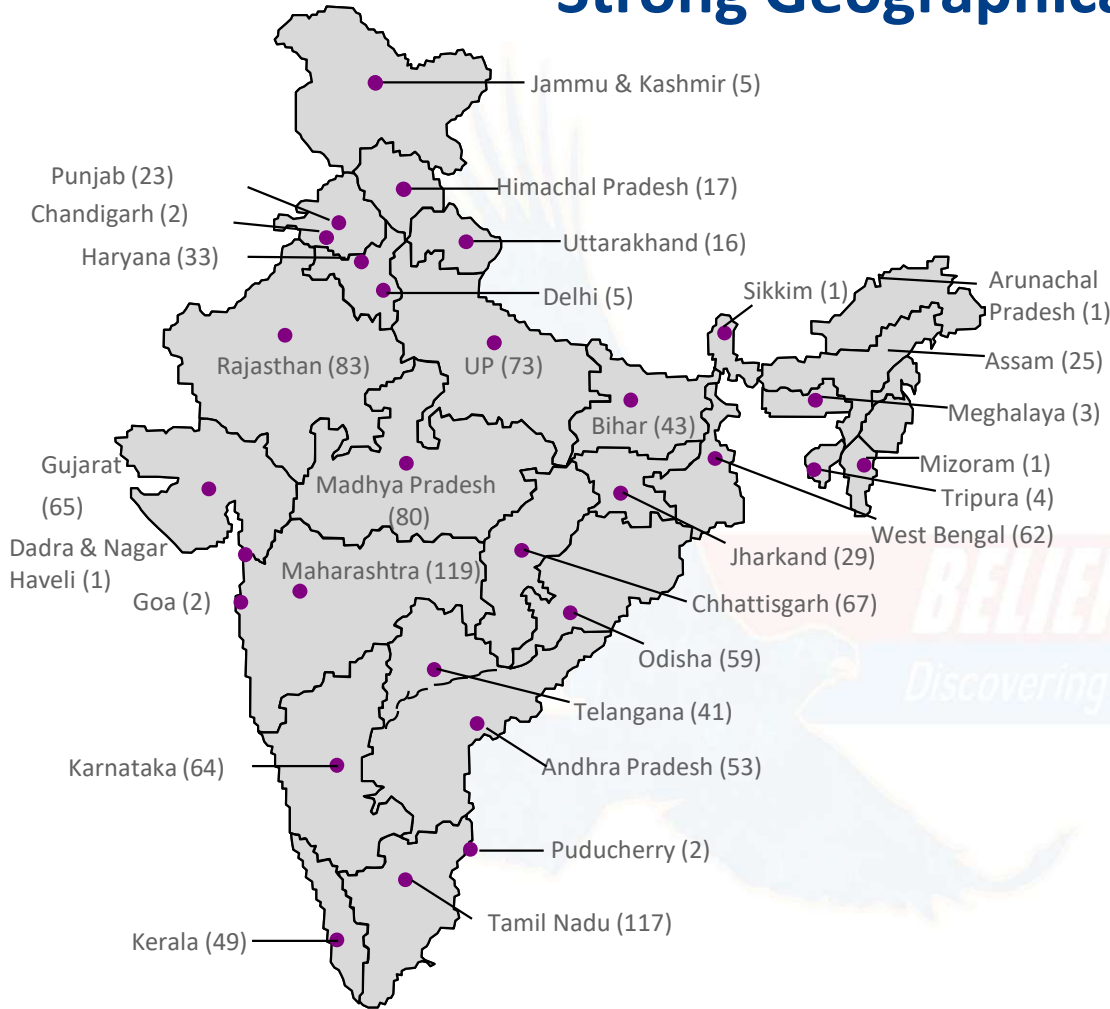 Strong Geographica
Jammu & Kashmir (5)
Punjab (23)
Himachal Pradesh (17)
Chandigarh (2)
Uttarakhand (16)
Haryana (33)
Delhi (5)
Sikkim (1)
Arunachal
Pradesh (1)
Rajasthan (83)
UP (73)
Assam (25)
Bihar (43)
Meghalaya (3)
Gujarat
(65)
Madhya Pradesh
(80)
Mizoram (1)
Tripura (4)
West Bengal (62)
Dadra & Nagar
Haveli (1)
Jharkand (29)
Maharashtra (119)
Goa (2)
Chhattisgarh (67)
BELIE
Odisha (59)
Discovering
Telangana (41)
Karnataka (64)
Andhra Pradesh (53)
Puducherry (2)
Tamil Nadu (117)
Kerala (49)